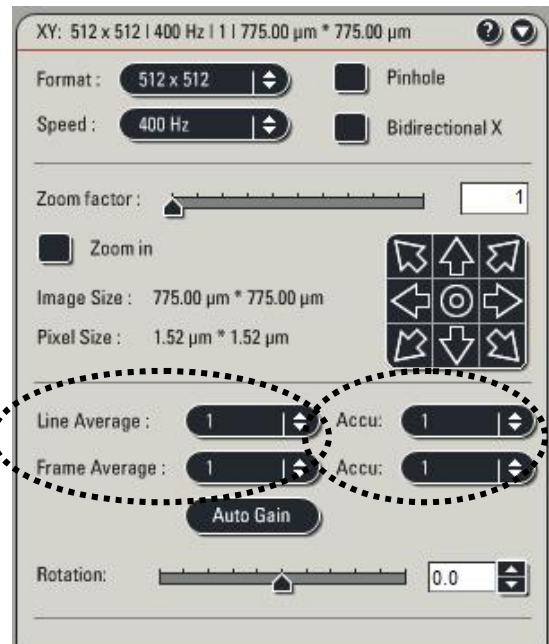 XY: 512 x 512 | 400 Hz | 1 | 775.00 µm * 775.00 µm ?
Format : 512 x 512 Pinhole
Speed : 400 Hz Bidirectional X
Zoom factor : 1
Zoom in
Image Size : 775.00 µm * 775.00 µm
Pixel Size : 1.52 µm * 1.52 µm
Line Average : 1 Accu: 1
Frame Average : 1 Accu: 1
Auto Gain
Rotation: 0.0